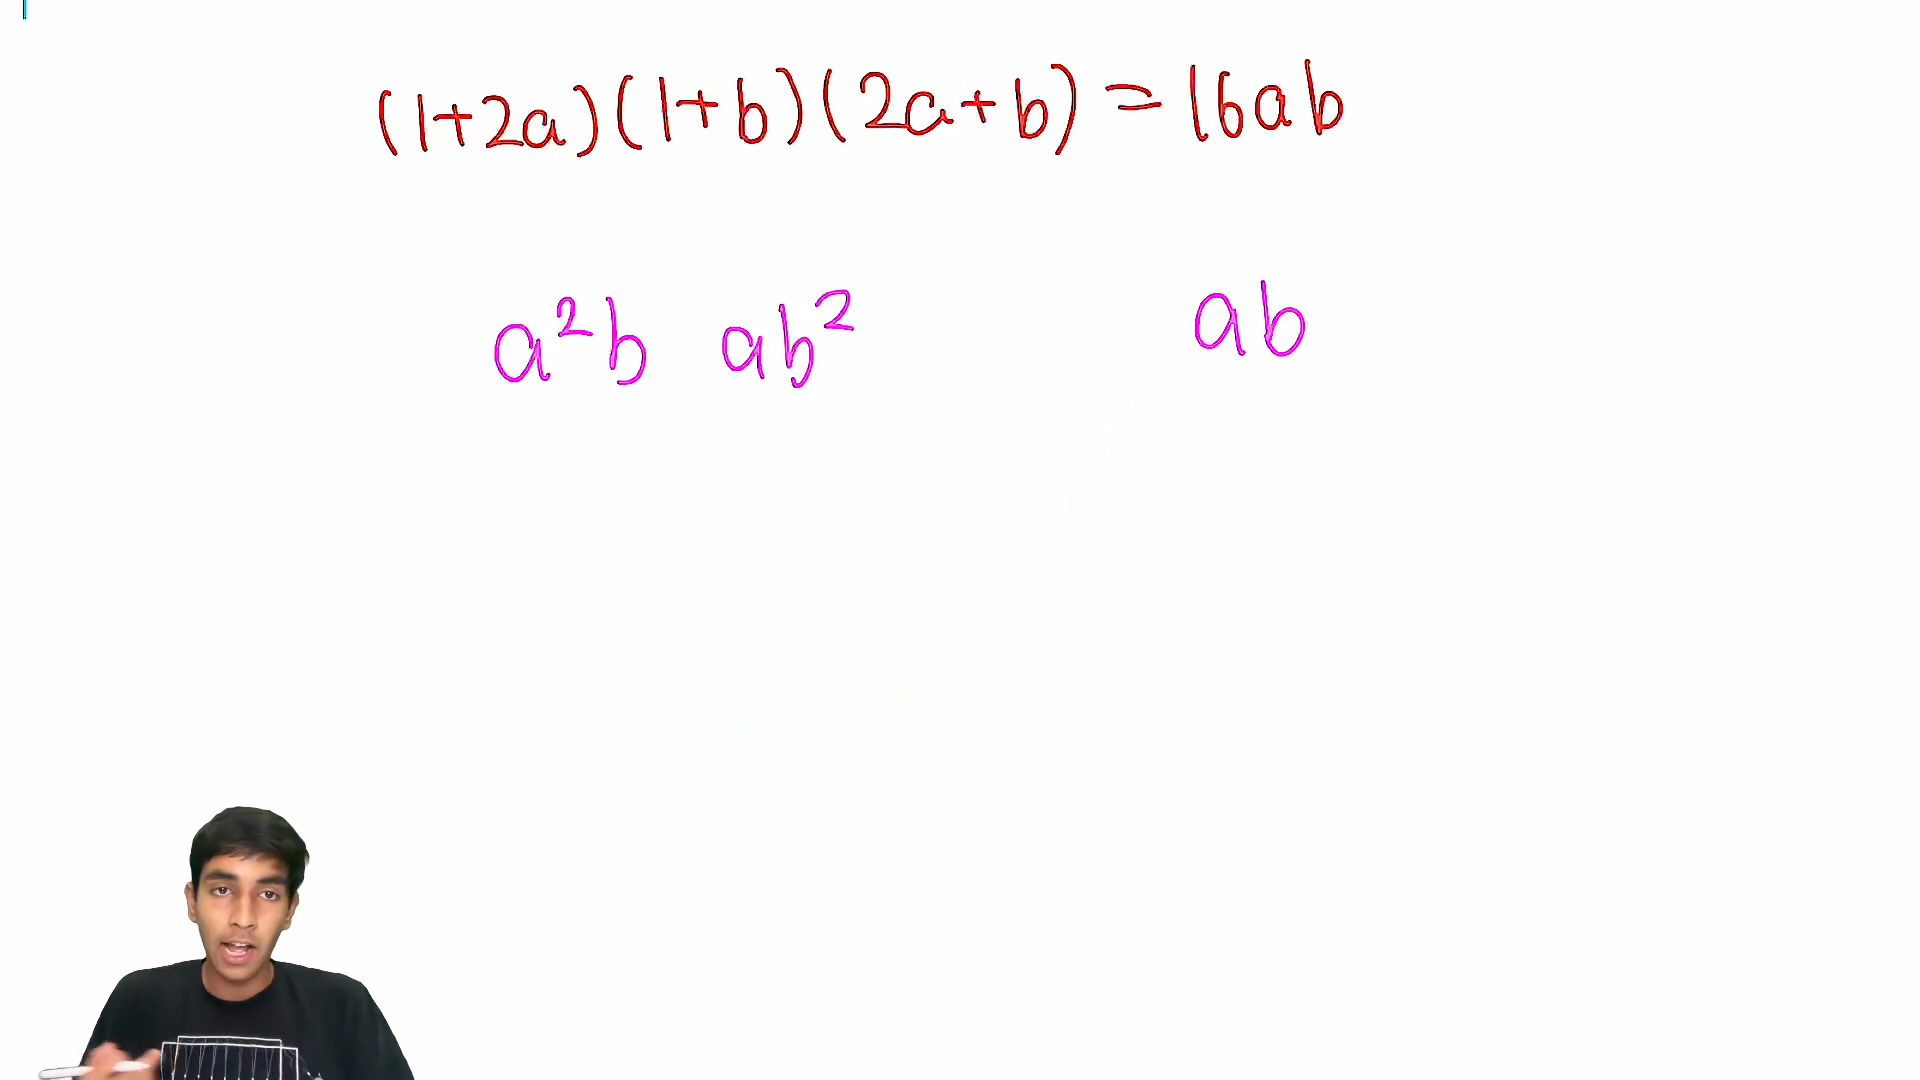 (1+2a)(1+b)(2a+b) = 16ab
a²b ab² ab